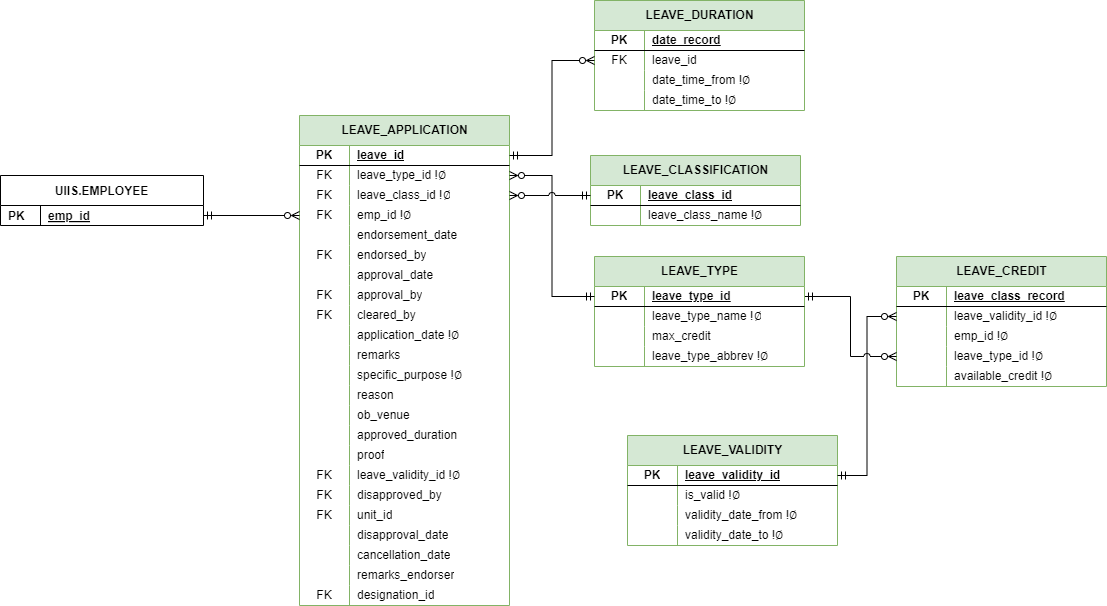 LEAVE_DURATION
PK date_record
FK leave_id
date_time_from !Ø
date_time_to !Ø
LEAVE_APPLICATION
PK leave_id
FK leave_type_id !Ø
FK leave_class_id !Ø
FK emp_id !Ø
endorsement_date
FK endorsed_by
approval_date
FK approval_by
FK cleared_by
application_date !Ø
remarks
specific_purpose !Ø
reason
ob_venue
approved_duration
proof
FK leave_validity_id !Ø
FK disapproved_by
FK unit_id
disapproval_date
cancellation_date
remarks_endorser
FK designation_id
UIIS.EMPLOYEE
PK emp_id
LEAVE_CLASSIFICATION
PK leave_class_id
leave_class_name !Ø
LEAVE_TYPE
PK leave_type_id
leave_type_name !Ø
max_credit
leave_type_abbrev !Ø
LEAVE_CREDIT
PK leave_class_record
leave_validity_id !Ø
emp_id !Ø
leave_type_id !Ø
available_credit !Ø
LEAVE_VALIDITY
PK leave_validity_id
is_valid !Ø
validity_date_from !Ø
validity_date_to !Ø